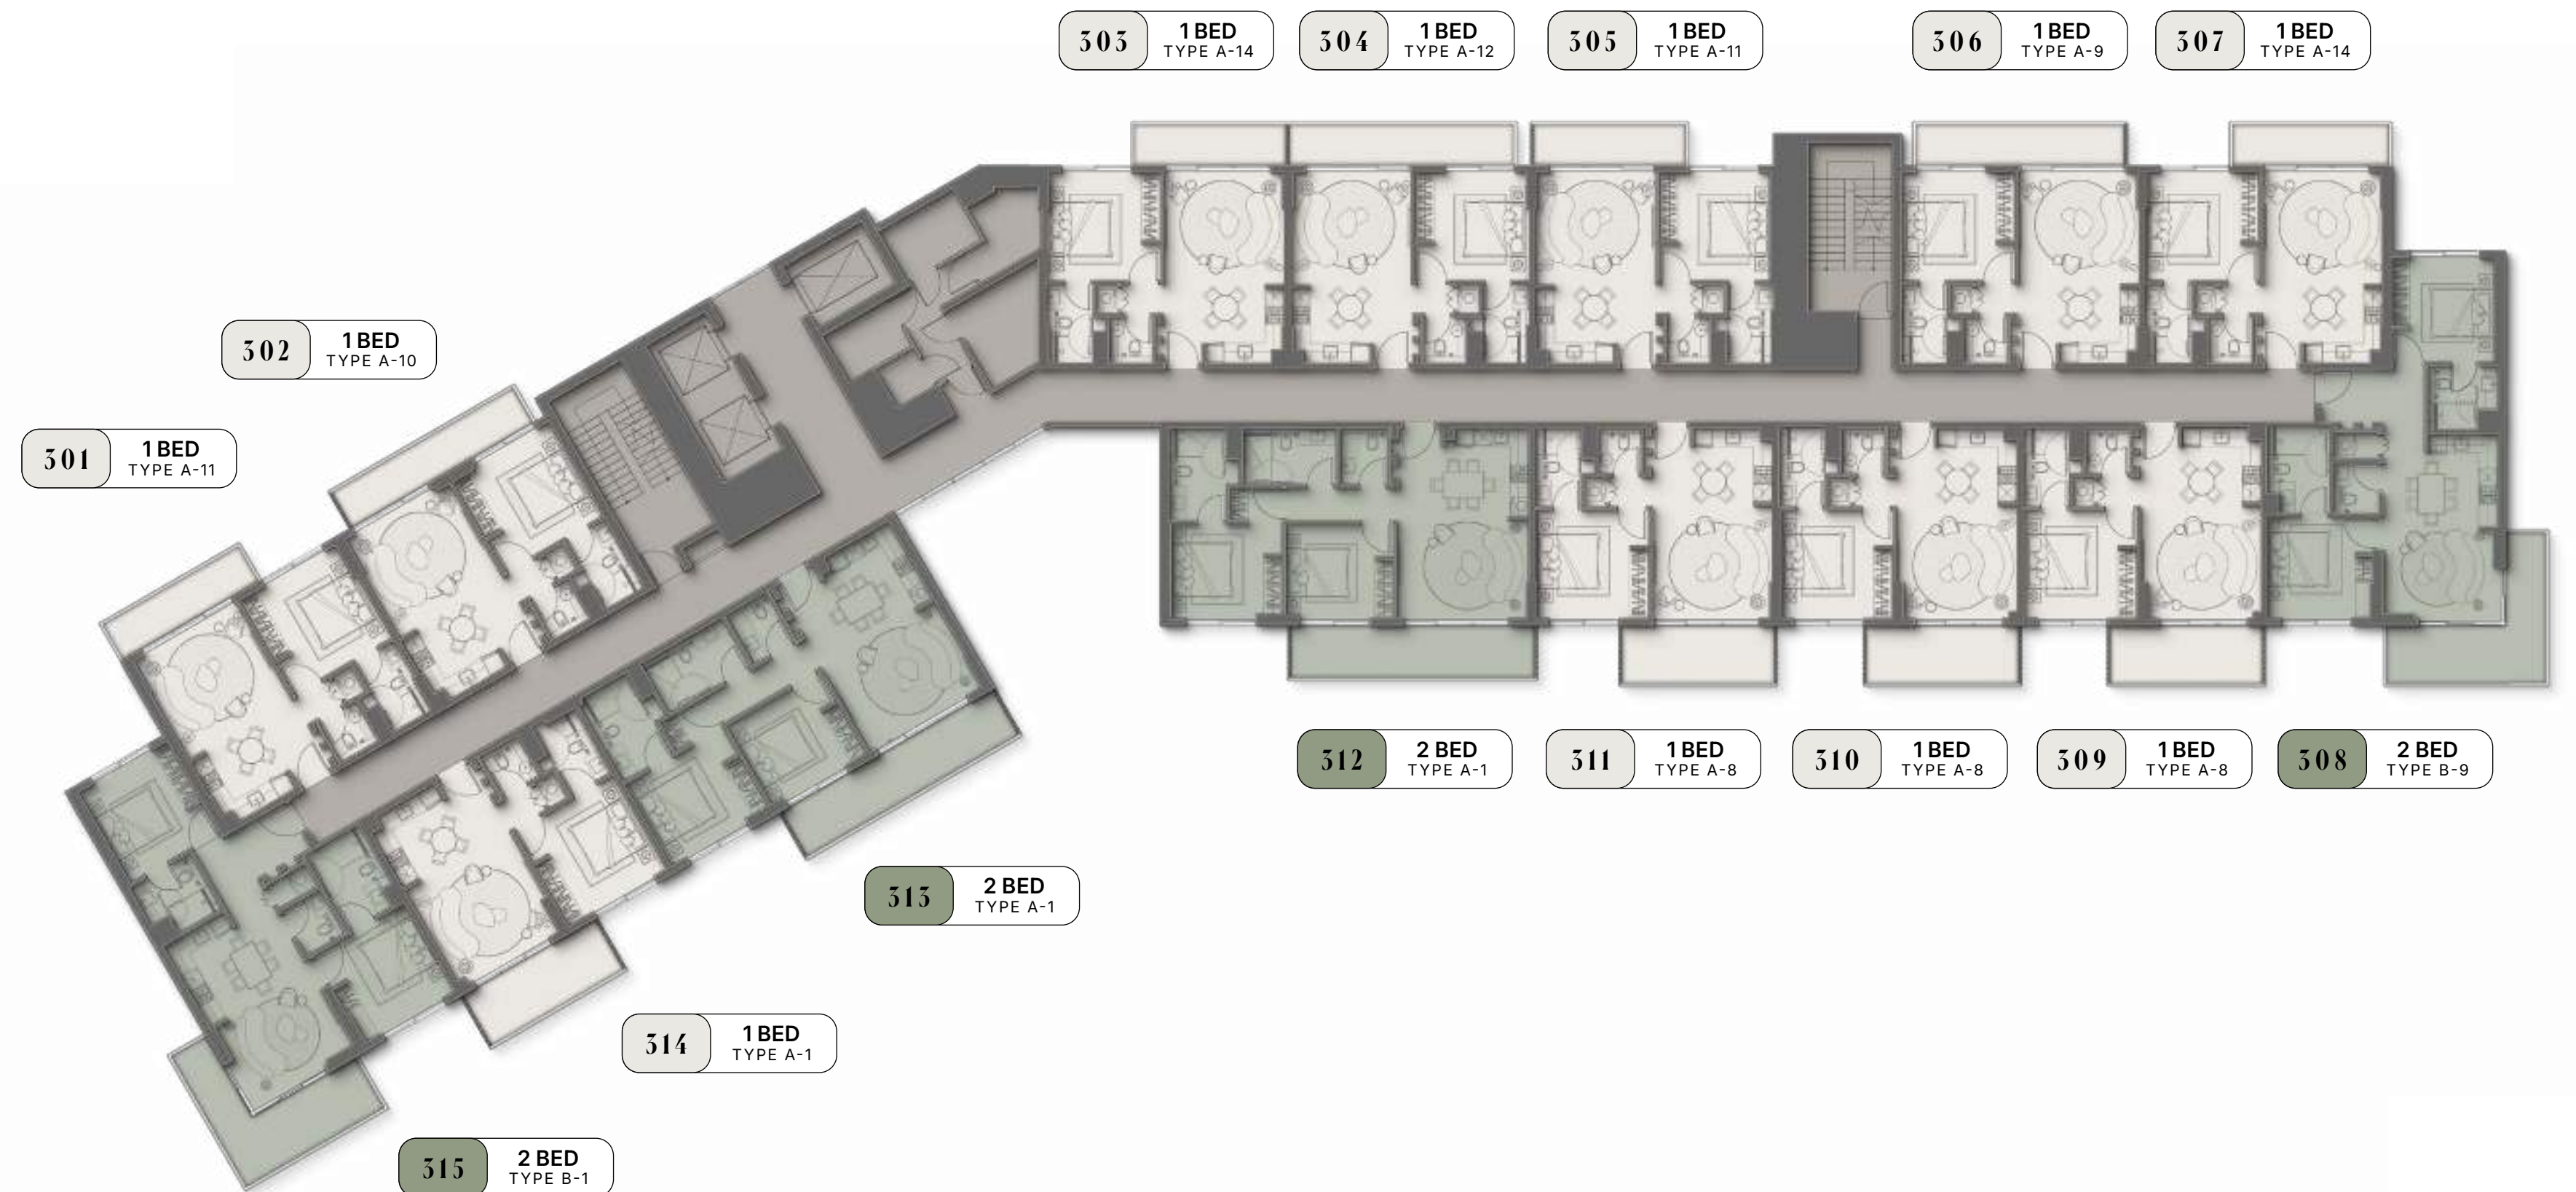 303 1 BED
TYPE A-14
304 1 BED
TYPE A-12
305 1 BED
TYPE A-11
306 1 BED
TYPE A-9
307 1 BED
TYPE A-14
302 1 BED
TYPE A-10
301 1 BED
TYPE A-11
312 2 BED
TYPE A-1
311 1 BED
TYPE A-8
310 1 BED
TYPE A-8
309 1 BED
TYPE A-8
308 2 BED
TYPE B-9
313 2 BED
TYPE A-1
314 1 BED
TYPE A-1
315 2 BED
TYPE B-1